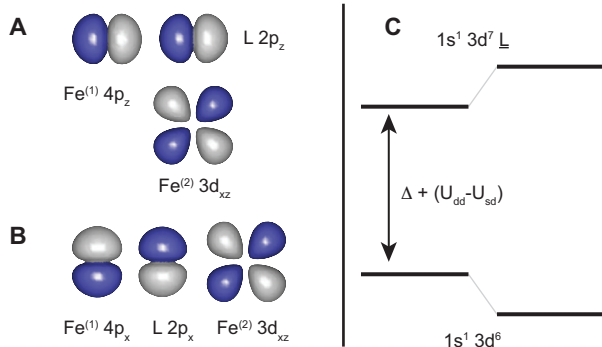 A
L 2p_z
Fe^(1) 4p_z
Fe^(2) 3d_xz
B
Fe^(1) 4p_x
L 2p_x
Fe^(2) 3d_xz
C
1s^1 3d^7 L
Δ + (U_dd-U_sd)
1s^1 3d^6